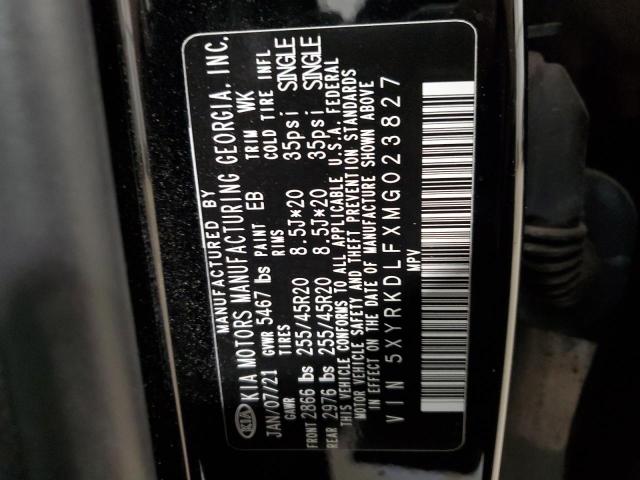 MANUFACTURED BY
KIA KIA MOTORS MANUFACTURING GEORGIA, INC.
JAN/07/21 GVWR 5467 lbs PAINT EB TRIM WK
GAWR TIRES RIMS COLD TIRE INFL
FRONT 2866 lbs 255/45R20 8.5J*20 35psi SINGLE
REAR 2976 lbs 255/45R20 8.5J*20 35psi SINGLE
THIS VEHICLE CONFORMS TO ALL APPLICABLE U.S.A. FEDERAL
MOTOR VEHICLE SAFETY AND THEFT PREVENTION STANDARDS
IN EFFECT ON THE DATE OF MANUFACTURE SHOWN ABOVE
VIN 5XYRKDLFXMG023827
MPV